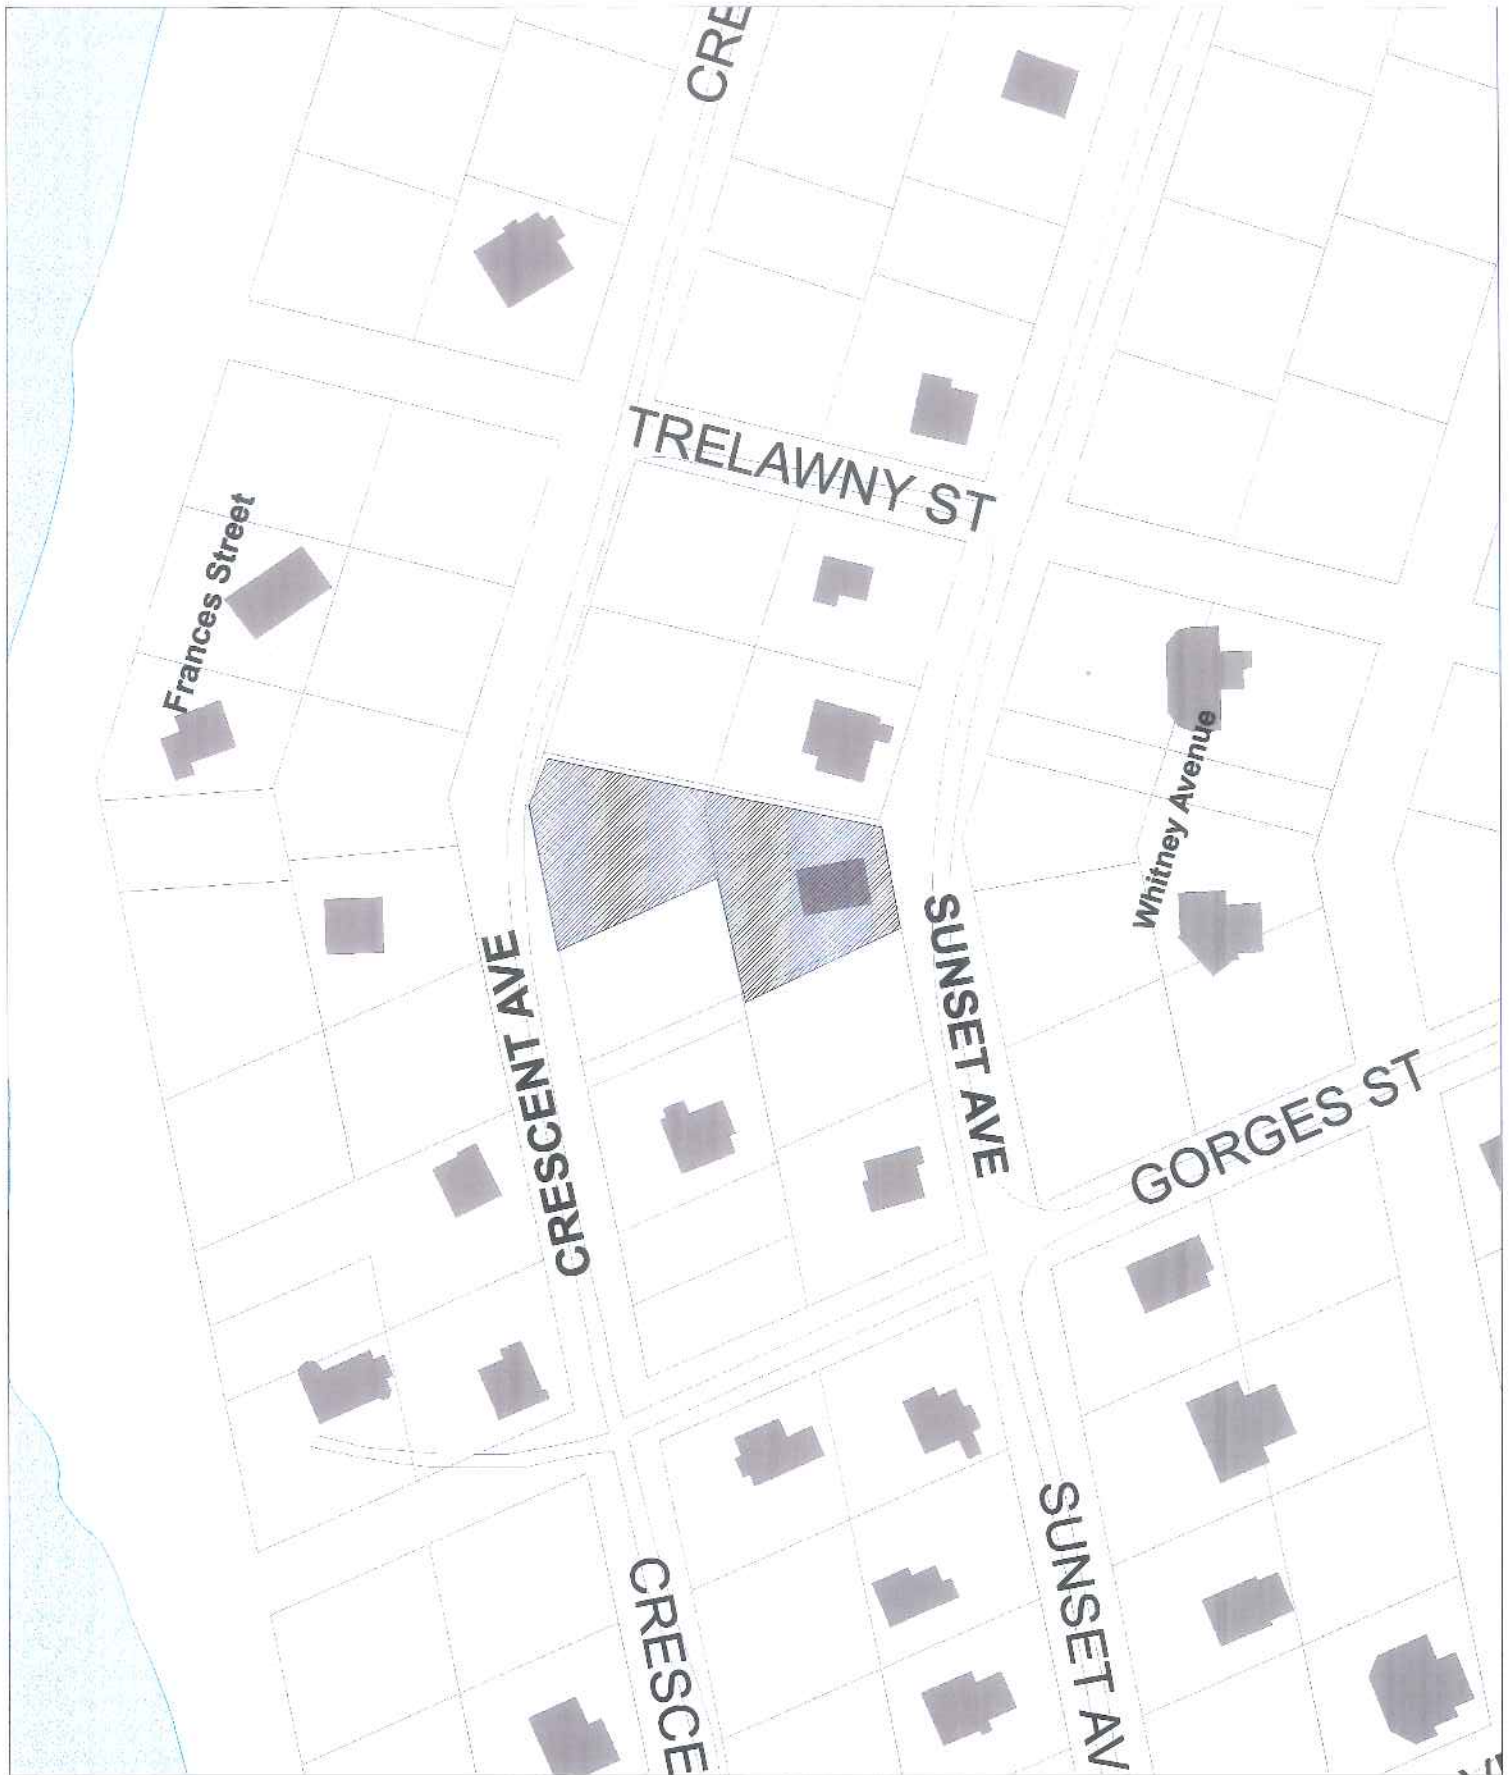 CRE
TRELAWNY ST
Frances Street
Whitney Avenue
CRESCENT AVE
SUNSET AVE
GORGES ST
SUNSET AV
CRESCE